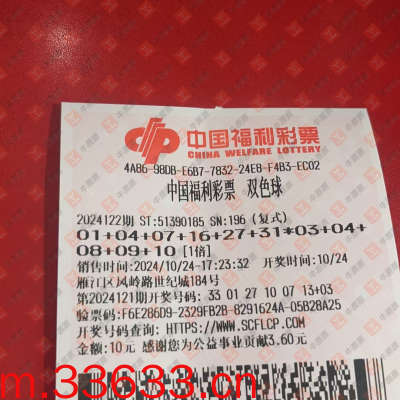 中国福利彩票
CHINA WELFARE LOTTERY
4AB6-98DB-E6B7-7832-24E8-F4B3-EC02
中国福利彩票 双色球
2024122期 ST:51390185 SN:196 (复式)
01+04+07+16+27+31*03+04+
08+09+10 [1倍]
销售时间:2024/10/24-17:23:32 开奖时间:10/24
雁江区凤岭路世纪城184号
第2024121期开奖号码: 33 01 27 10 07 13+03
验票码:F6E286D9-2329FB2B-8291624A-05B28A25
开奖号码查询: HTTPS://WWW.SCFLCP.COM
金额:10元 感谢您为公益事业贡献3.60元
m.33633.cn